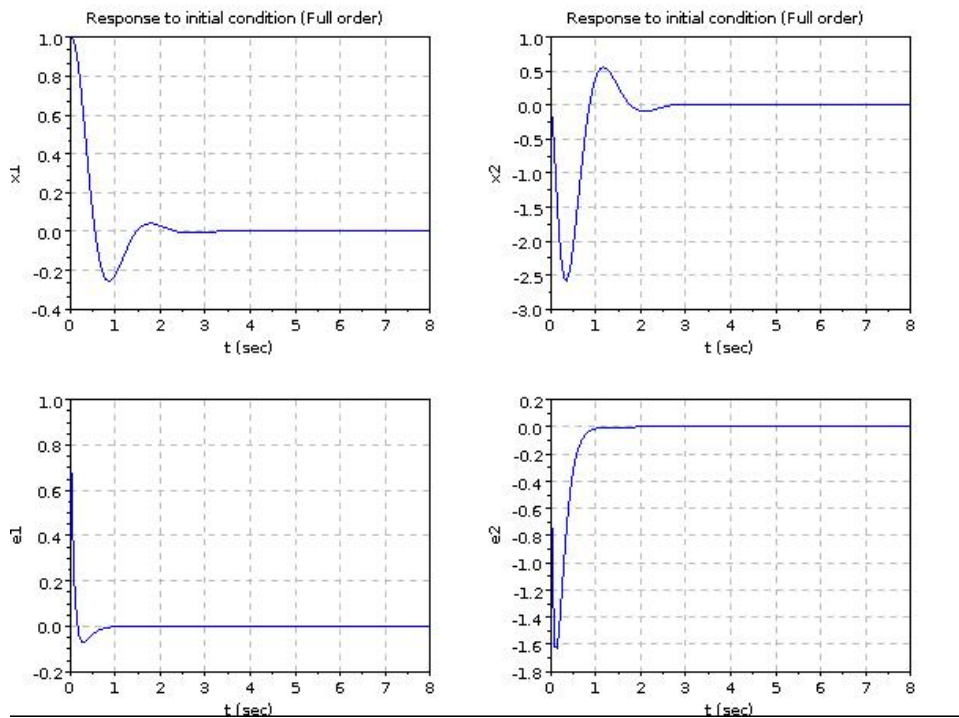 Response to initial condition (Full order)
1.0
0.8
0.6
0.4
0.2
0.0
-0.2
-0.4
x1
0 1 2 3 4 5 6 7 8
t (sec)
Response to initial condition (Full order)
1.0
0.5
0.0
-0.5
-1.0
-1.5
-2.0
-2.5
-3.0
x2
0 1 2 3 4 5 6 7 8
t (sec)
1.0
0.8
0.6
0.4
0.2
0.0
-0.2
e1
0 1 2 3 4 5 6 7 8
t (sec)
0.2
0.0
-0.2
-0.4
-0.6
-0.8
-1.0
-1.2
-1.4
-1.6
-1.8
e2
0 1 2 3 4 5 6 7 8
t (sec)